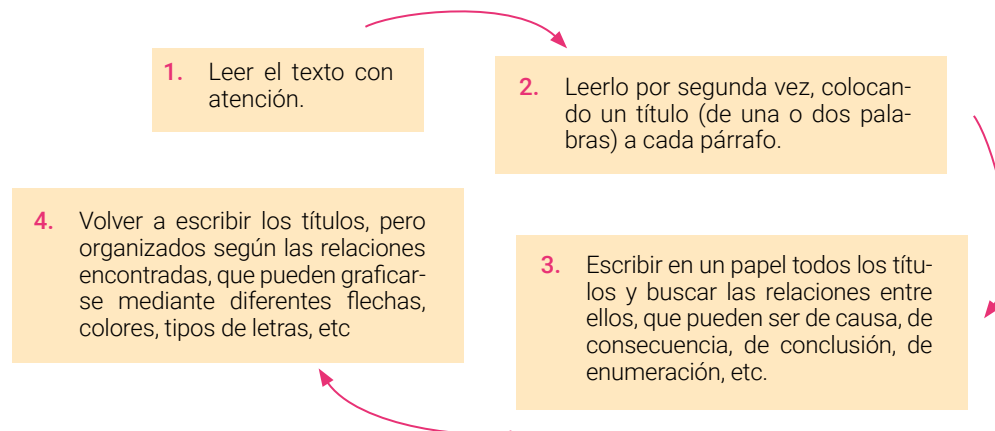 1. Leer el texto con
atención.
2. Leerlo por segunda vez, colocan-
do un título (de una o dos pala-
bras) a cada párrafo.
3. Escribir en un papel todos los títu-
los y buscar las relaciones entre
ellos, que pueden ser de causa, de
consecuencia, de conclusión, de
enumeración, etc.
4. Volver a escribir los títulos, pero
organizados según las relaciones
encontradas, que pueden graficar-
se mediante diferentes flechas,
colores, tipos de letras, etc